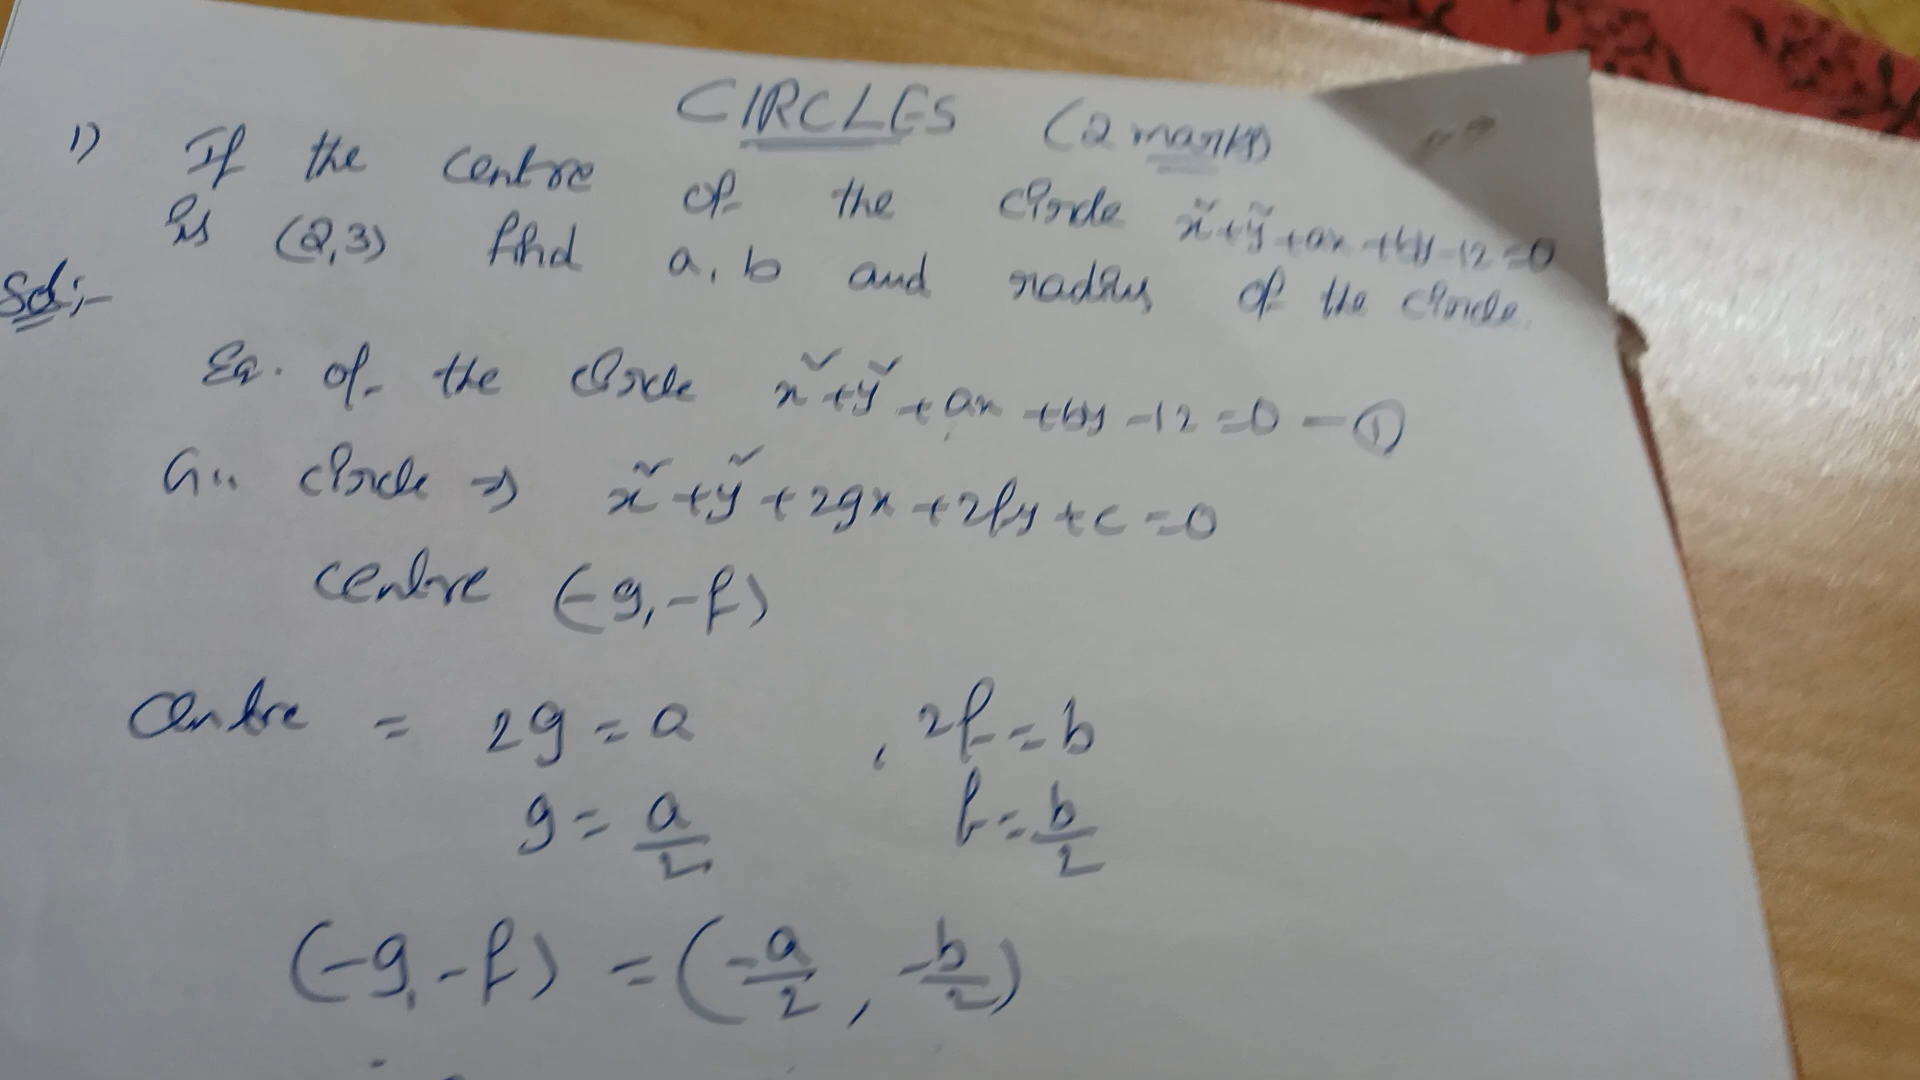 CIRCLES (2 marks)
1) If the centre of the circle x²+y²+ax+by-12=0
is (2,3) find a, b and radius of the circle.
Sol:-
Eq. of the circle x²+y²+ax+by-12=0 -①
G.. circle ⇒ x²+y²+2gx+2fy+c=0
centre (-g,-f)
Centre = 2g=a , 2f=b
g=a/2 f=b/2
(-g,-f) = (-a/2, -b/2)